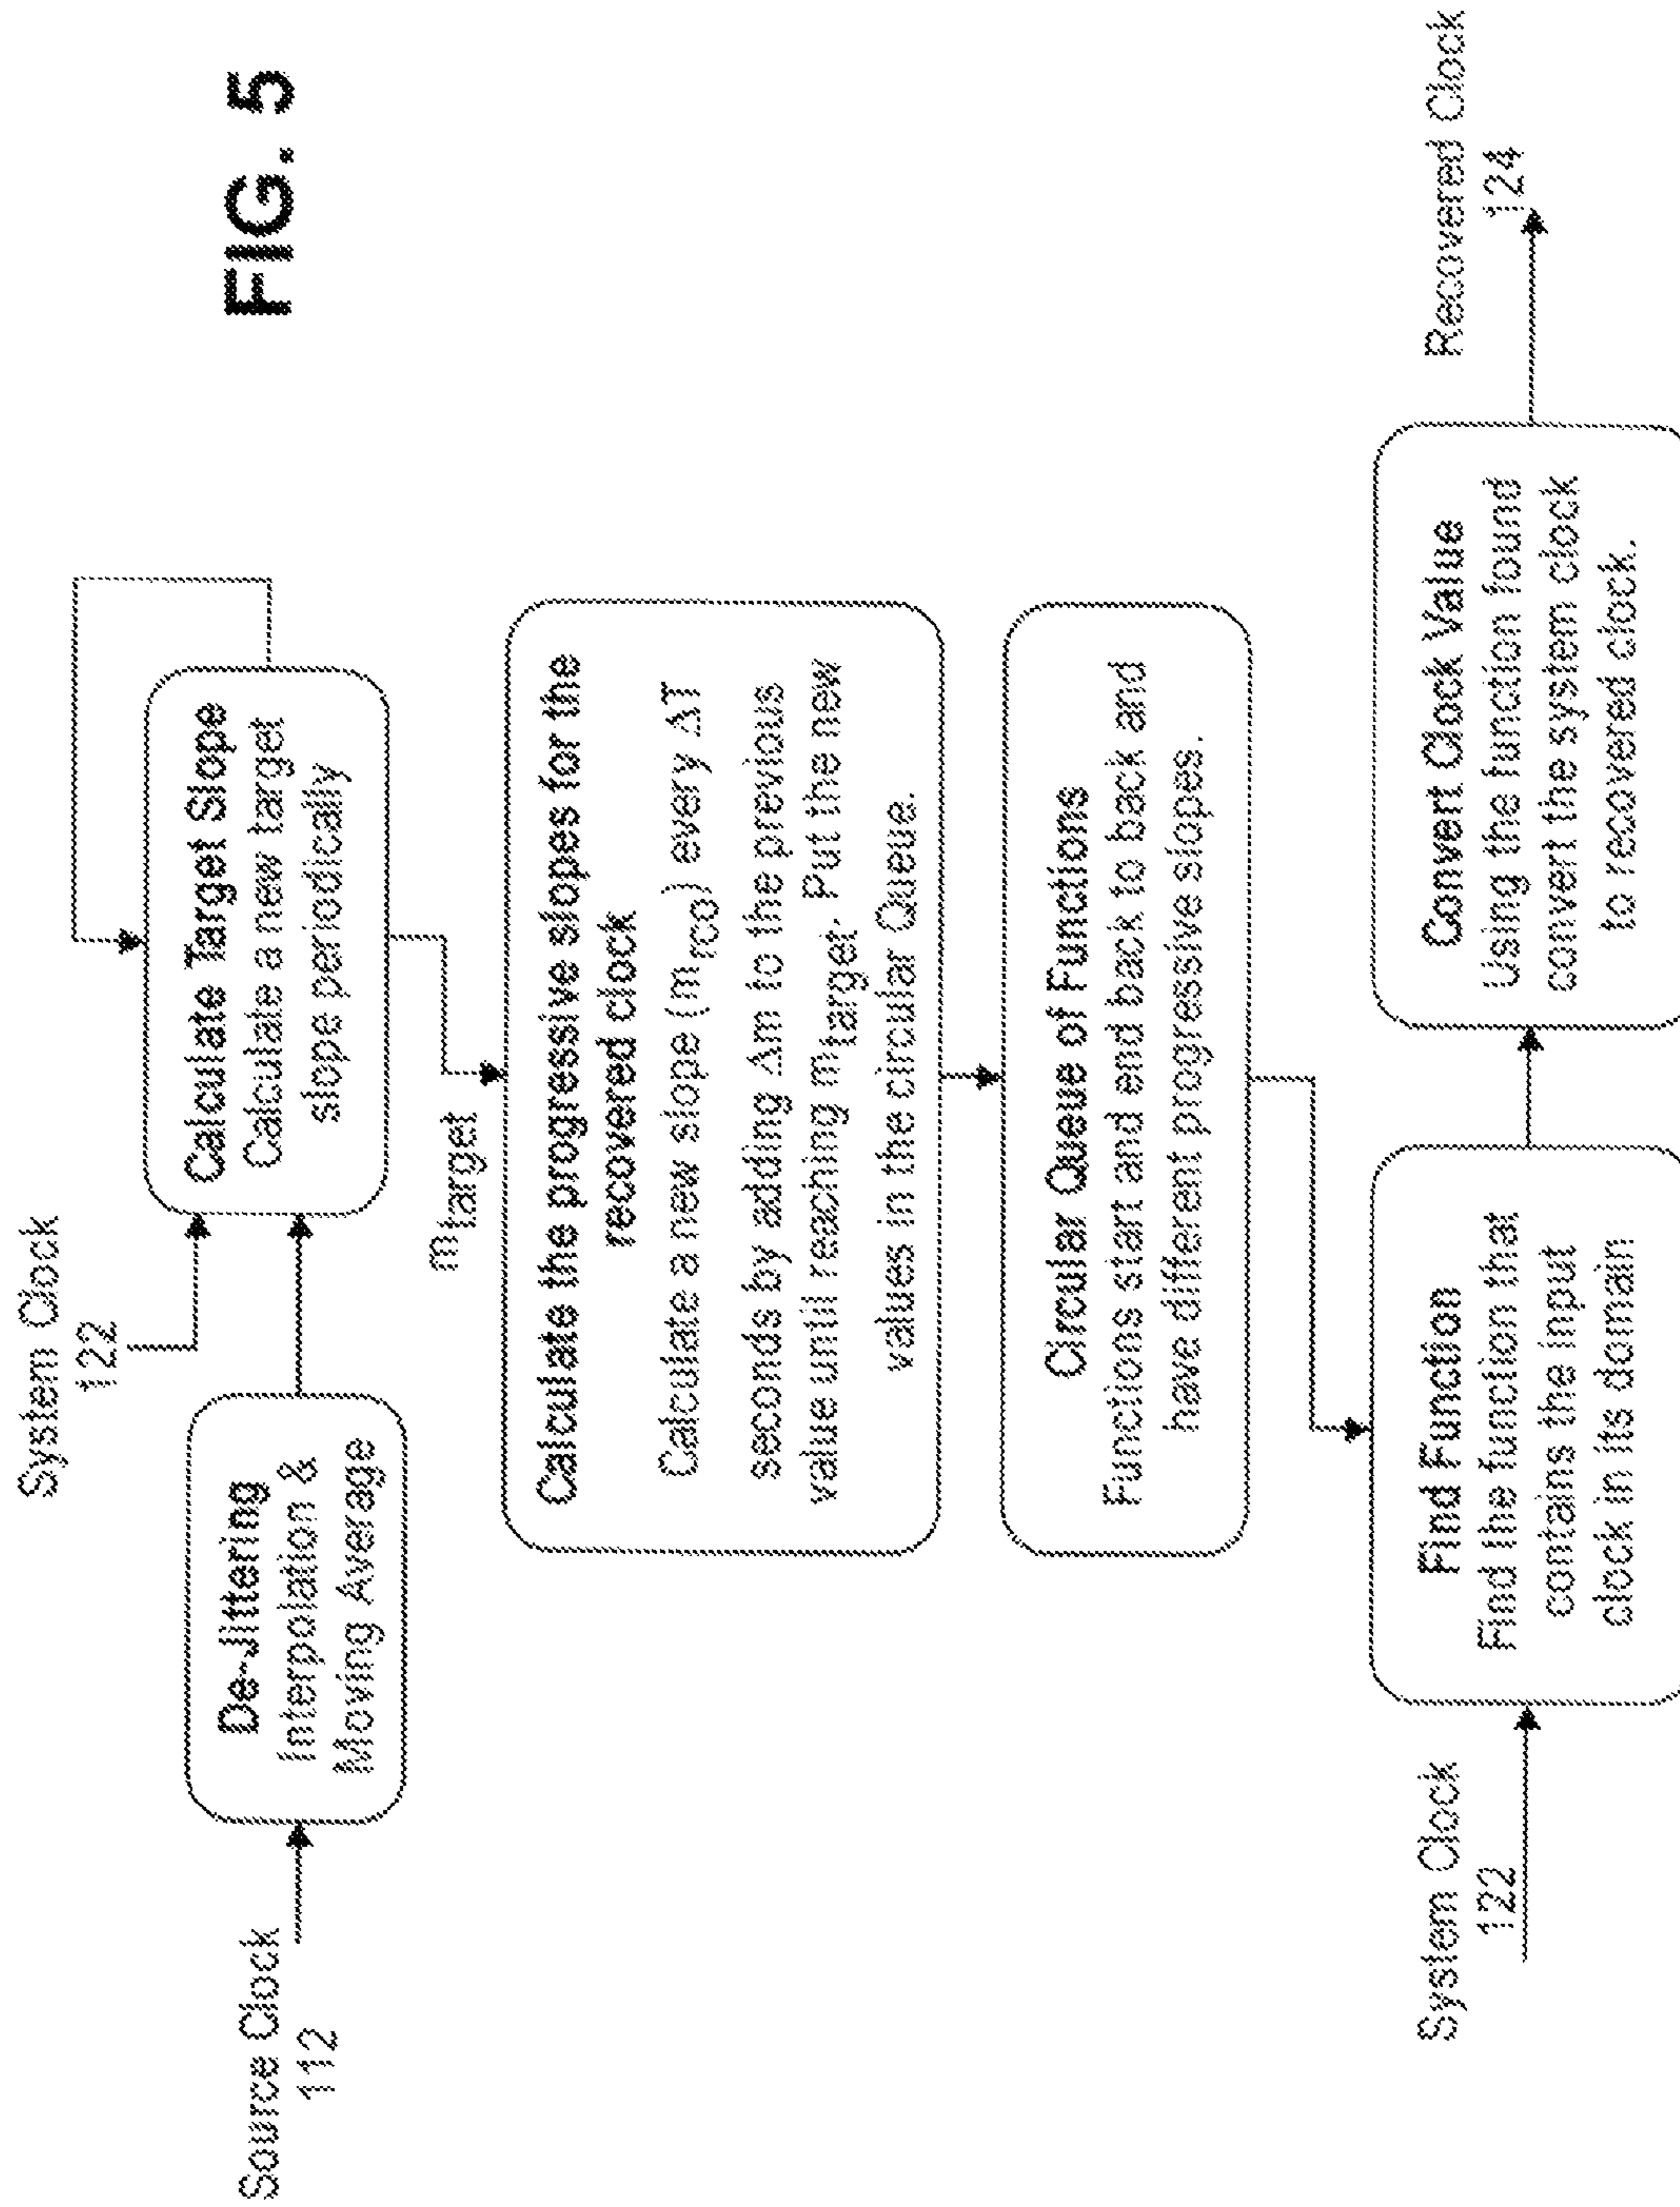 FIG. 5
System Clock
122
Source Clock
112
De-Jittering
Interpolation &
Moving Average
Calculate Target Slope
Calculate a new target
slope periodically
m target
Calculate the progressive slopes for the
recovered clock
Calculate a new slope (m rco) every ΔT
seconds by adding Δm to the previous
value until reaching m target. Put the new
values in the circular Queue.
Circular Queue of Functions
Functions start and end back to back and
have different progressive slopes.
System Clock
122
Find Function
Find the function that
contains the input
clock in its domain
Convert Clock Value
Using the function found
convert the system clock
to recovered clock.
Recovered Clock
124